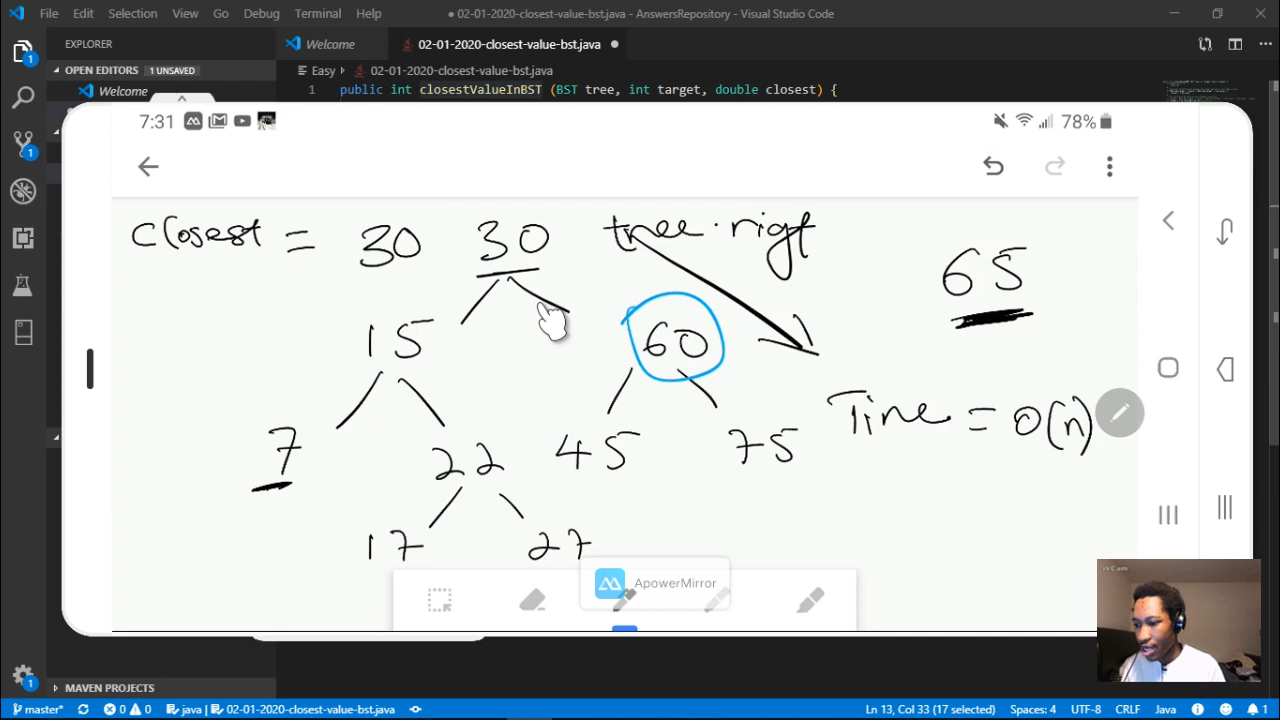 File Edit Selection View Go Debug Terminal Help
● 02-01-2020-closest-value-bst.java - AnswersRepository - Visual Studio Code
EXPLORER
Welcome
02-01-2020-closest-value-bst.java
OPEN EDITORS 1 UNSAVED
Easy
02-01-2020-closest-value-bst.java
Welcome
1 public int closestValueInBST (BST tree, int target, double closest) {
7:31
78%
Closest = 30
30
tree.rigt
65
15
60
Time = O(n)
7
22
45
75
17
27
ApowerMirror
iVCam
MAVEN PROJECTS
master* 0 0 java | 02-01-2020-closest-value-bst.java
Ln 13, Col 33 (17 selected) Spaces: 4 UTF-8 CRLF Java 1